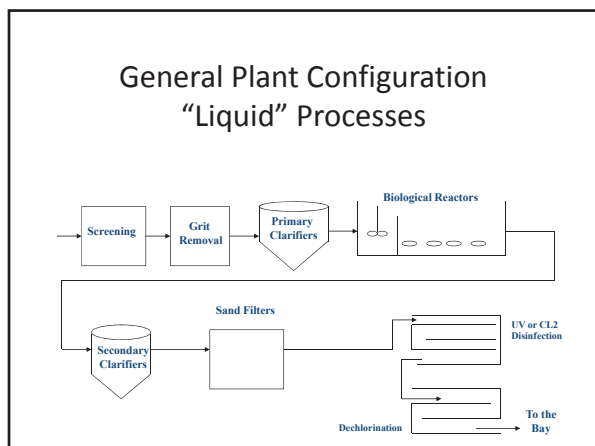 General Plant Configuration
“Liquid” Processes
Biological Reactors
Screening
Grit
Removal
Primary
Clarifiers
Sand Filters
Secondary
Clarifiers
UV or CL2
Disinfection
Dechlorination
To the
Bay